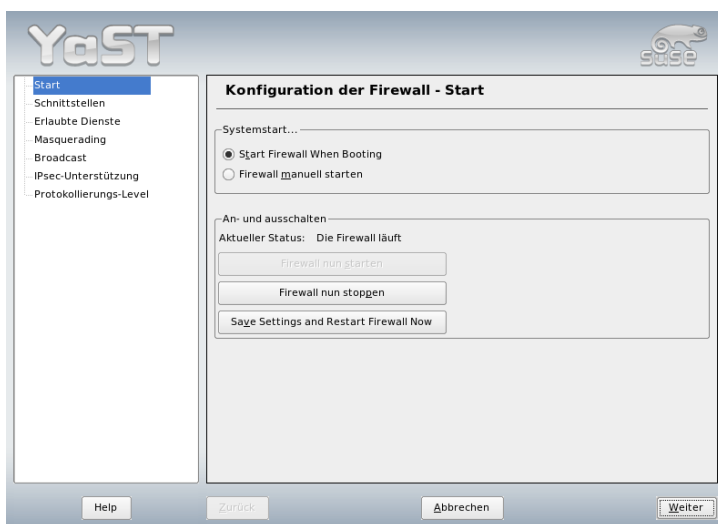 YaST
SUSE
Start
Schnittstellen
Erlaubte Dienste
Masquerading
Broadcast
IPsec-Unterstützung
Protokollierungs-Level
Konfiguration der Firewall - Start
Systemstart...
Start Firewall When Booting
Firewall manuell starten
An- und ausschalten
Aktueller Status: Die Firewall läuft
Firewall nun starten
Firewall nun stoppen
Save Settings and Restart Firewall Now
Help
Zurück
Abbrechen
Weiter